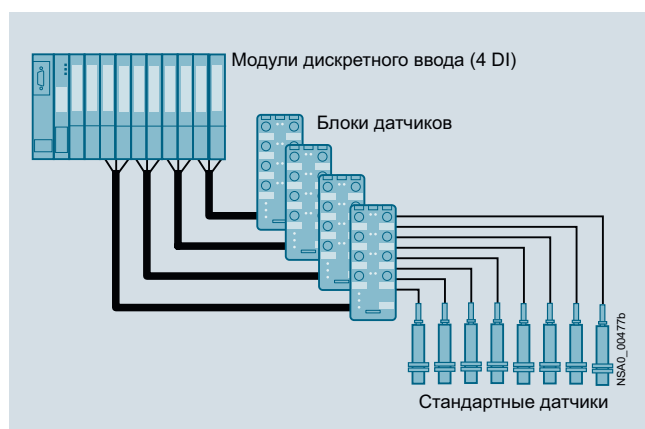 Модули дискретного ввода (4 DI)
Блоки датчиков
NSA0_00477b
Стандартные датчики